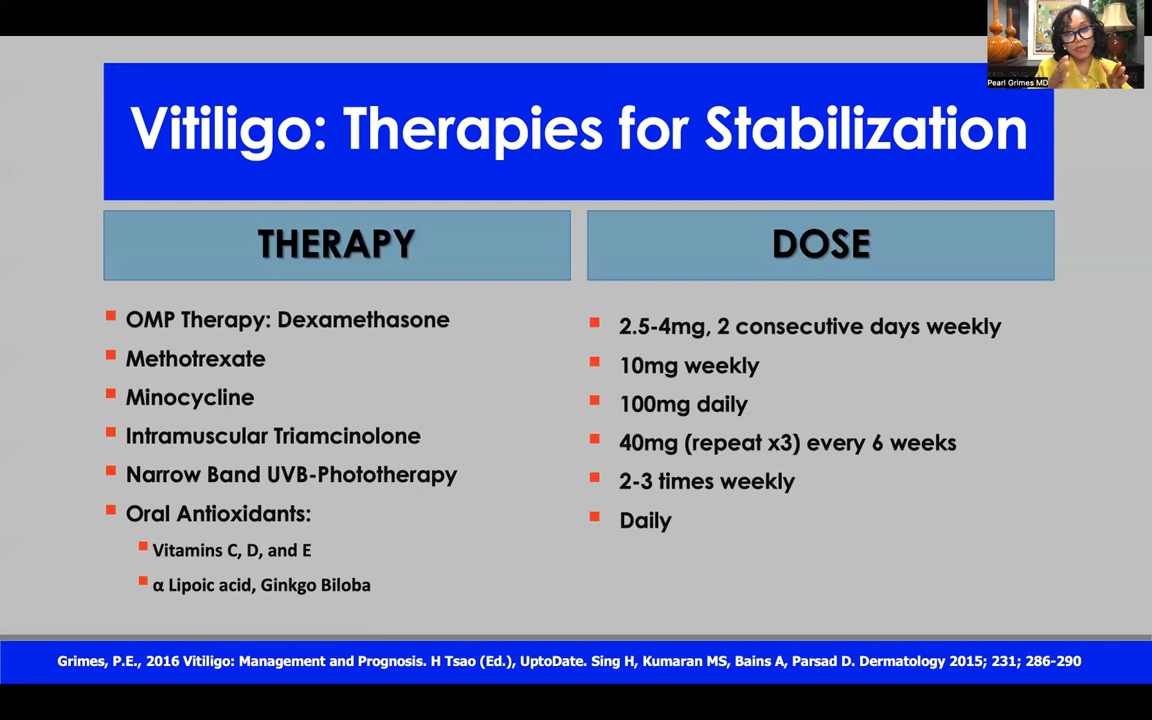 Pearl Grimes MD
Vitiligo: Therapies for Stabilization
THERAPY
OMP Therapy: Dexamethasone
Methotrexate
Minocycline
Intramuscular Triamcinolone
Narrow Band UVB-Phototherapy
Oral Antioxidants:
Vitamins C, D, and E
α Lipoic acid, Ginkgo Biloba
DOSE
2.5-4mg, 2 consecutive days weekly
10mg weekly
100mg daily
40mg (repeat x3) every 6 weeks
2-3 times weekly
Daily
Grimes, P.E., 2016 Vitiligo: Management and Prognosis. H Tsao (Ed.), UptoDate. Sing H, Kumaran MS, Bains A, Parsad D. Dermatology 2015; 231; 286-290